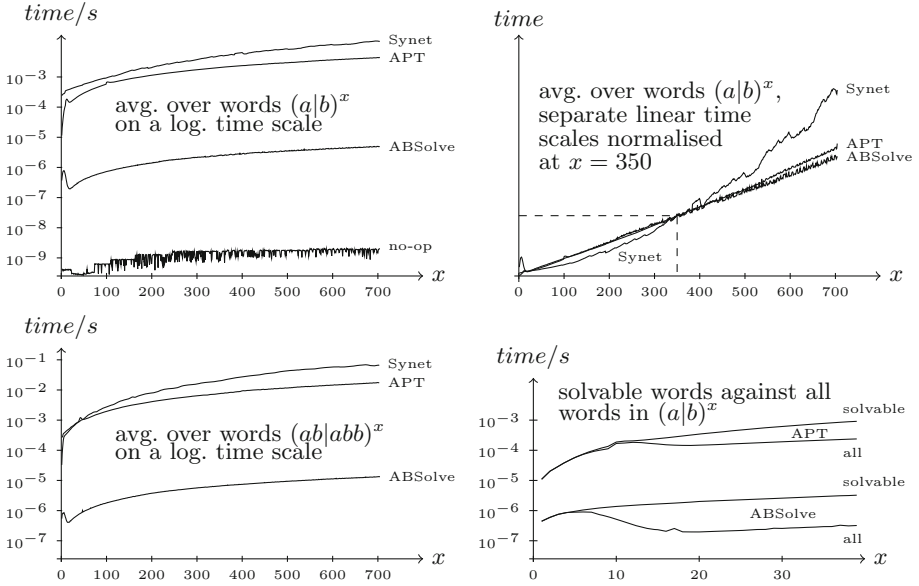 time/s
Synet
APT
10⁻³
avg. over words (a|b)ˣ
on a log. time scale
10⁻⁴
10⁻⁵
ABSolve
10⁻⁶
10⁻⁷
10⁻⁸
no-op
10⁻⁹
x
0 100 200 300 400 500 600 700
time
avg. over words (a|b)ˣ,
separate linear time
scales normalised
at x = 350
Synet
APT
ABSolve
Synet
x
0 100 200 300 400 500 600 700
time/s
10⁻¹
Synet
APT
10⁻²
10⁻³
avg. over words (ab|abb)ˣ
on a log. time scale
10⁻⁴
10⁻⁵
ABSolve
10⁻⁶
10⁻⁷
x
0 100 200 300 400 500 600 700
time/s
solvable words against all
words in (a|b)ˣ
10⁻²
solvable
10⁻³
APT
10⁻⁴
all
solvable
10⁻⁵
10⁻⁶
ABSolve
all
10⁻⁷
x
0 10 20 30